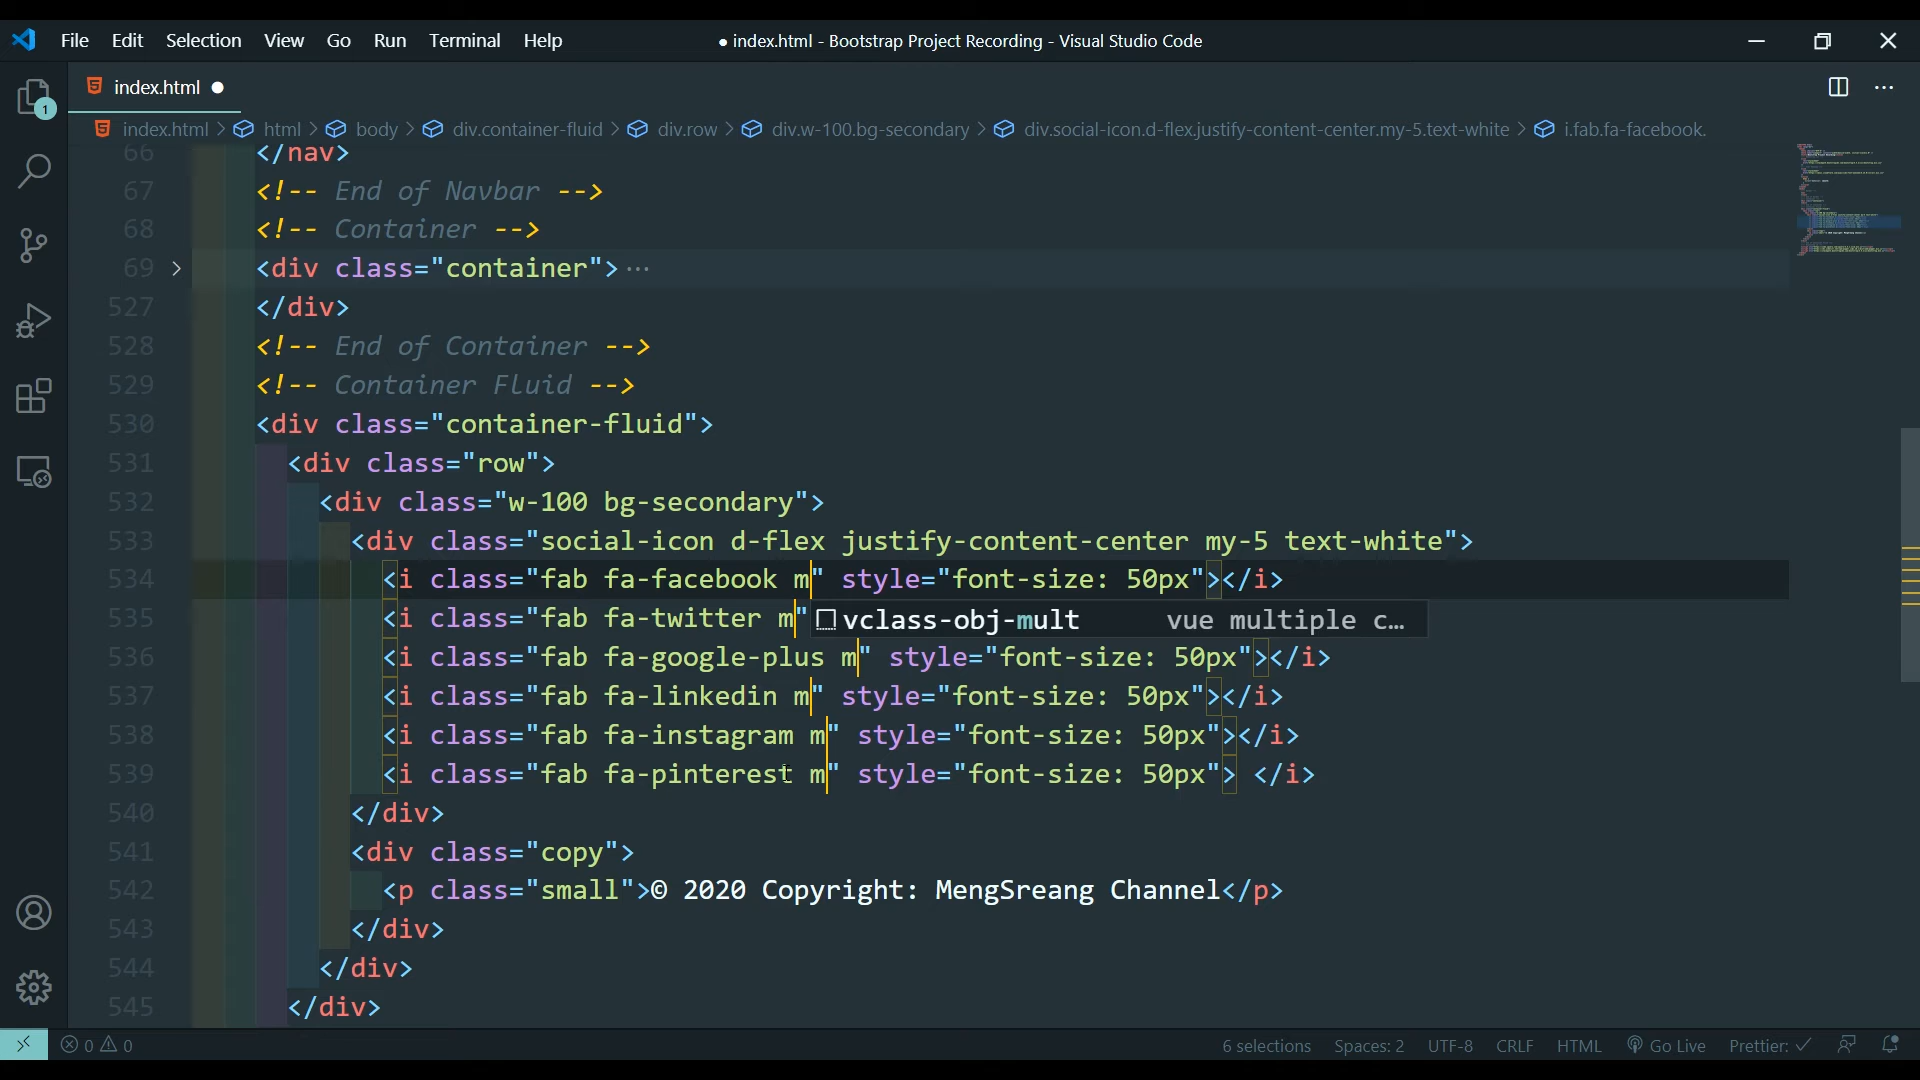 File Edit Selection View Go Run Terminal Help ● index.html - Bootstrap Project Recording - Visual Studio Code
index.html ●
index.html > html > body > div.container-fluid > div.row > div.w-100.bg-secondary > div.social-icon.d-flex.justify-content-center.my-5.text-white > i.fab.fa-facebook.
66 </nav>
67 <!-- End of Navbar -->
68 <!-- Container -->
69 > <div class="container">···
527 </div>
528 <!-- End of Container -->
529 <!-- Container Fluid -->
530 <div class="container-fluid">
531 <div class="row">
532 <div class="w-100 bg-secondary">
533 <div class="social-icon d-flex justify-content-center my-5 text-white">
534 <i class="fab fa-facebook m" style="font-size: 50px"></i>
535 <i class="fab fa-twitter m" vclass-obj-mult vue multiple c…
536 <i class="fab fa-google-plus m" style="font-size: 50px"></i>
537 <i class="fab fa-linkedin m" style="font-size: 50px"></i>
538 <i class="fab fa-instagram m" style="font-size: 50px"></i>
539 <i class="fab fa-pinterest m" style="font-size: 50px"> </i>
540 </div>
541 <div class="copy">
542 <p class="small">© 2020 Copyright: MengSreang Channel</p>
543 </div>
544 </div>
545 </div>
1
0 0 6 selections Spaces: 2 UTF-8 CRLF HTML Go Live Prettier: ✓